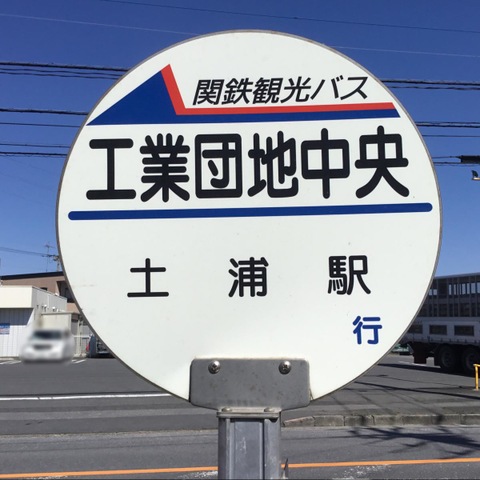 関鉄観光バス
工業団地中央
土浦駅
行